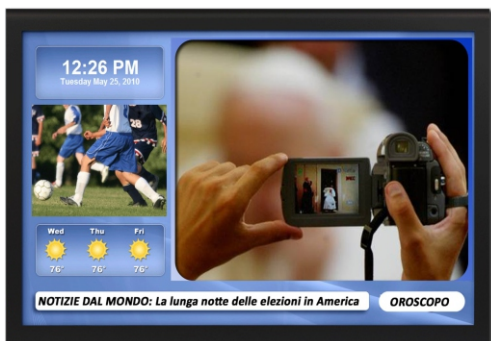 12:26 PM
Tuesday May 25, 2010
28
Wed Thu Fri
76° 76° 76°
NOTIZIE DAL MONDO: La lunga notte delle elezioni in America
OROSCOPO